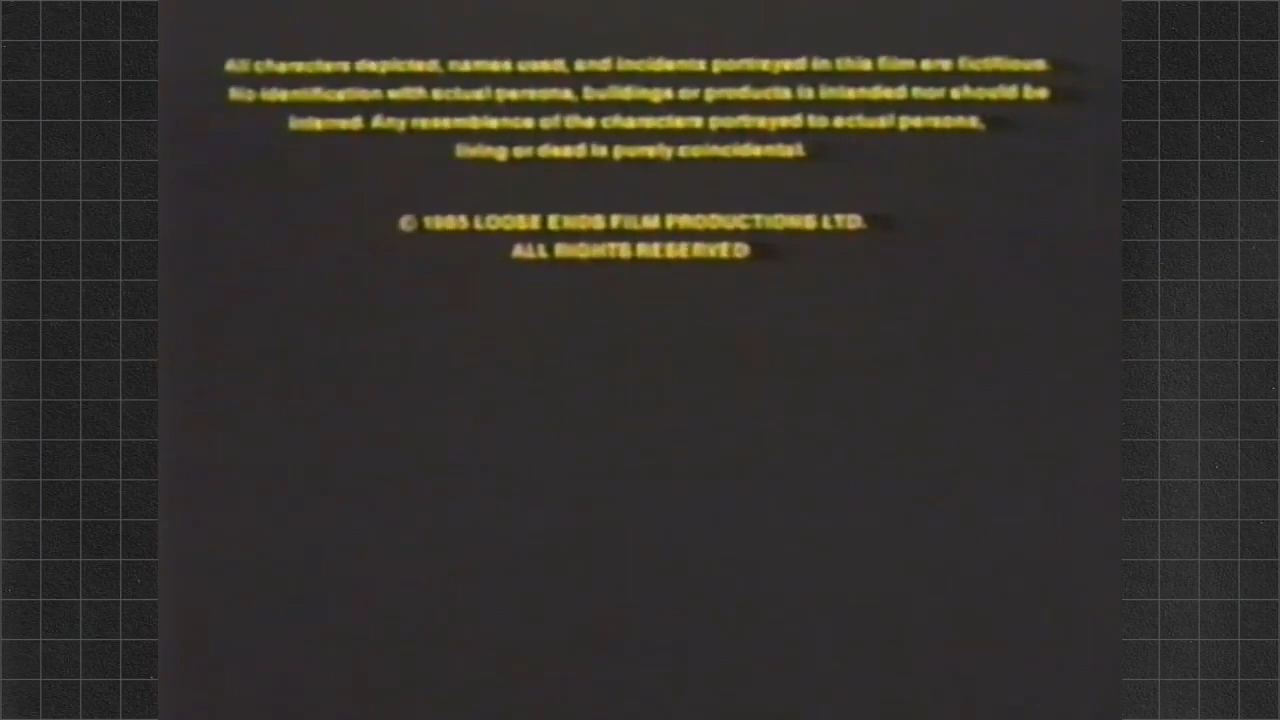 All characters depicted, names used, and incidents portrayed in this film are fictitious.
No identification with actual persons, buildings or products is intended nor should be
inferred. Any resemblence of the characters portrayed to actual persons,
living or dead is purely coincidental.
© 1985 LOOSE ENDS FILM PRODUCTIONS LTD.
ALL RIGHTS RESERVED